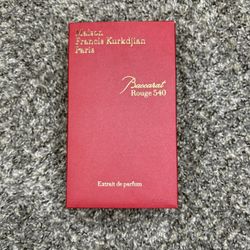 Maison
Francis Kurkdjian
Paris
Baccarat
Rouge 540
Extrait de parfum